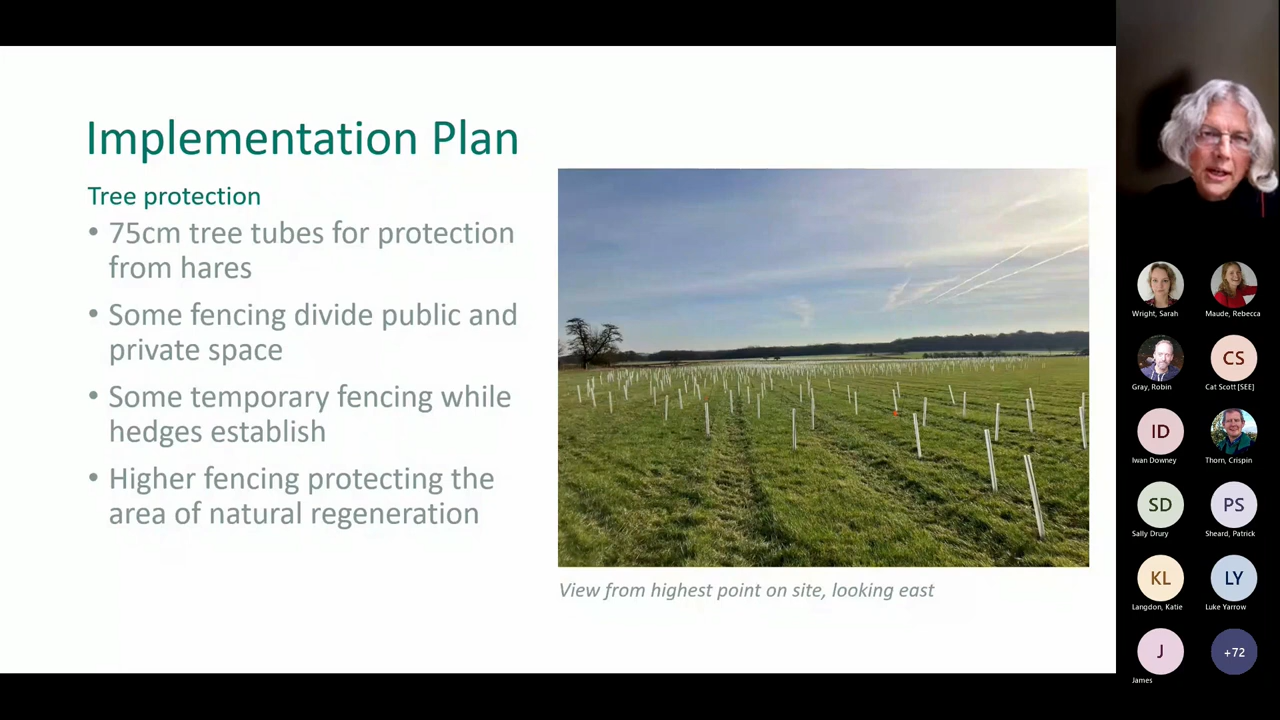 Implementation Plan
Tree protection
• 75cm tree tubes for protection
from hares
• Some fencing divide public and
private space
• Some temporary fencing while
hedges establish
• Higher fencing protecting the
area of natural regeneration
View from highest point on site, looking east
Wright, Sarah
Maude, Rebecca
Gray, Robin
CS
Cat Scott [SEE]
ID
Iwan Downey
Thorn, Crispin
SD
Sally Drury
PS
Sheard, Patrick
KL
Langdon, Katie
LY
Luke Yarrow
J
James
+72